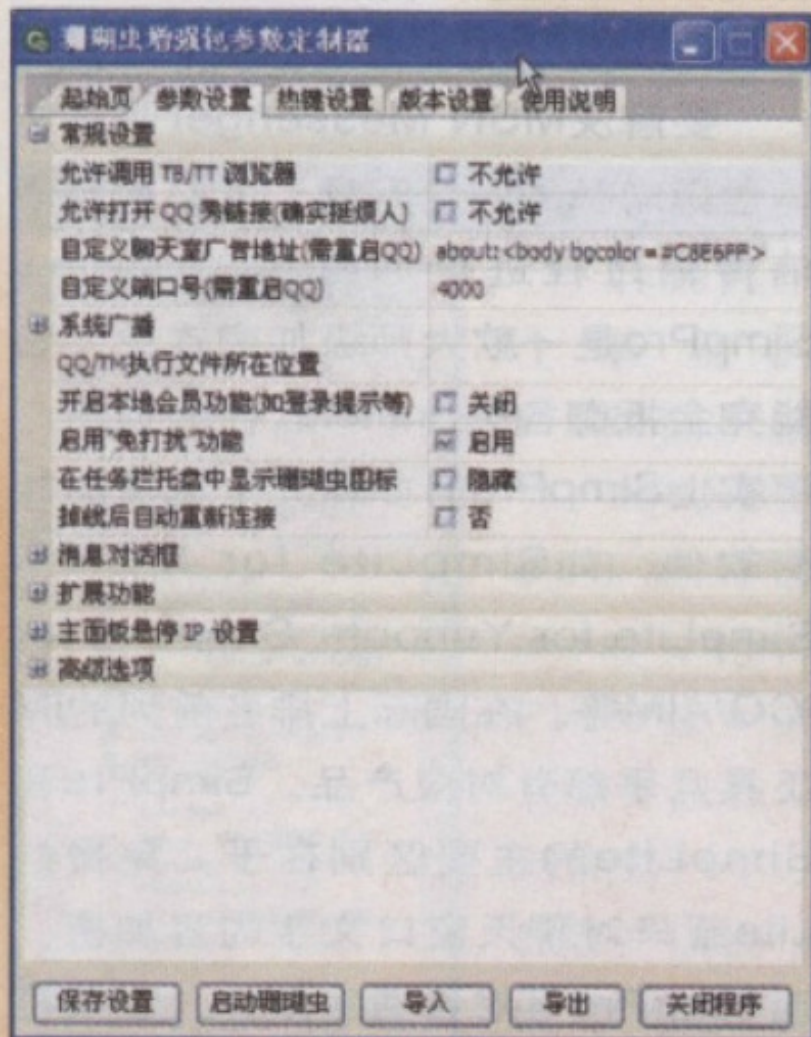 珊瑚虫增强包参数定制器
起始页 参数设置 热键设置 版本设置 使用说明
常规设置
允许调用 TB/TT 浏览器 不允许
允许打开 QQ 秀链接(确实挺烦人) 不允许
自定义聊天室广告地址(需重启QQ) about:<body bgcolor=#C8E6FF>
自定义端口号(需重启QQ) 4000
系统广播
QQ/TM执行文件所在位置
开启本地会员功能(如登录提示等) 关闭
启用"免打扰"功能 启用
在任务栏托盘中显示珊瑚虫图标 隐藏
掉线后自动重新连接 否
消息对话框
扩展功能
主面板悬停 IP 设置
高级选项
保存设置 启动珊瑚虫 导入 导出 关闭程序